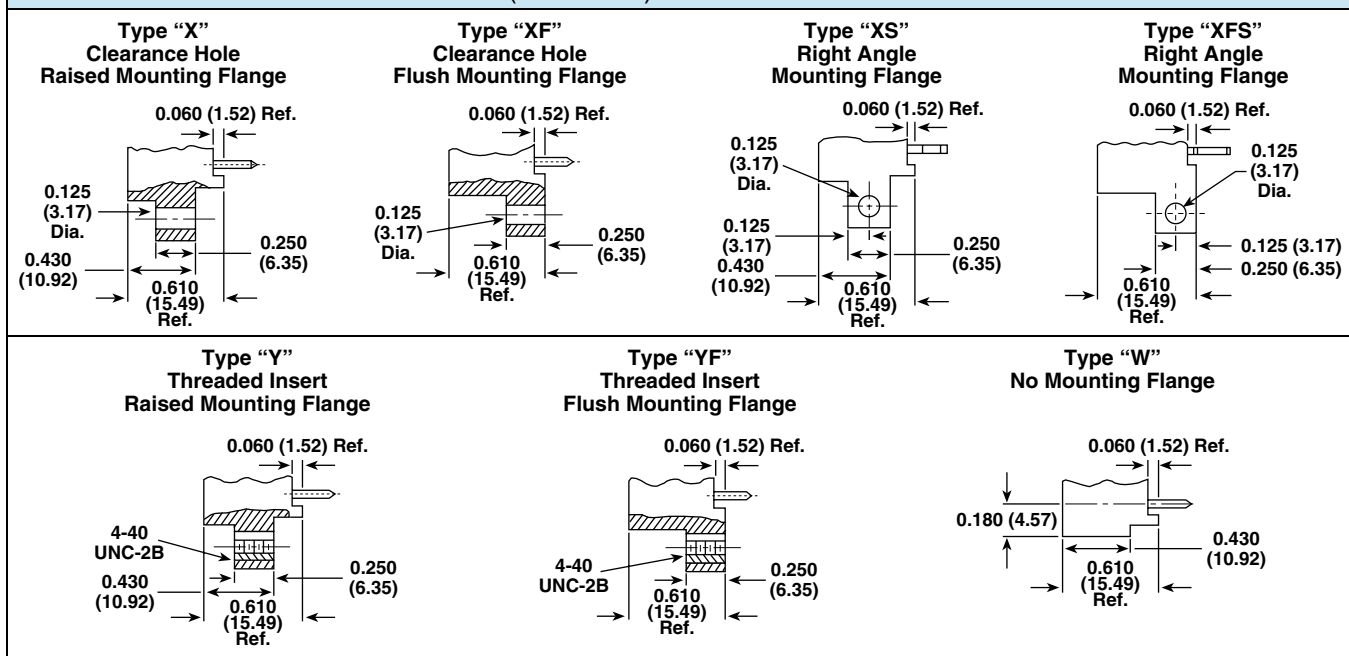 Type “X”
Clearance Hole
Raised Mounting Flange
0.060 (1.52) Ref.
0.125
(3.17)
Dia.
0.430
(10.92)
0.250
(6.35)
0.610
(15.49)
Ref.
Type “XF”
Clearance Hole
Flush Mounting Flange
0.060 (1.52) Ref.
0.125
(3.17)
Dia.
0.250
(6.35)
0.610
(15.49)
Ref.
Type “XS”
Right Angle
Mounting Flange
0.060 (1.52) Ref.
0.125
(3.17)
Dia.
0.125
(3.17)
0.430
(10.92)
0.250
(6.35)
0.610
(15.49)
Ref.
Type “XFS”
Right Angle
Mounting Flange
0.060 (1.52) Ref.
0.125
(3.17)
Dia.
0.125 (3.17)
0.250 (6.35)
0.610
(15.49)
Ref.
Type “Y”
Threaded Insert
Raised Mounting Flange
0.060 (1.52) Ref.
4-40
UNC-2B
0.430
(10.92)
0.250
(6.35)
0.610
(15.49)
Ref.
Type “YF”
Threaded Insert
Flush Mounting Flange
0.060 (1.52) Ref.
4-40
UNC-2B
0.250
(6.35)
0.610
(15.49)
Ref.
Type “W”
No Mounting Flange
0.060 (1.52) Ref.
0.180 (4.57)
0.430
(10.92)
0.610
(15.49)
Ref.